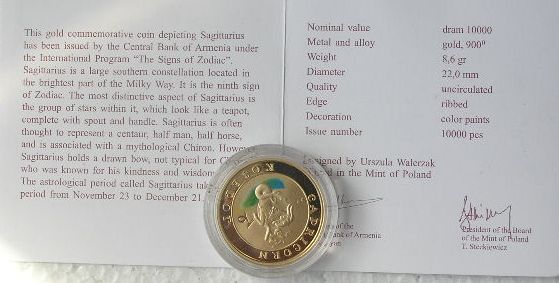 This gold commemorative coin depicting Sagittarius
has been issued by the Central Bank of Armenia under
the International Program "The Signs of Zodiac".
Sagittarius is a large southern constellation located in
the brightest part of the Milky Way. It is the ninth sign
of Zodiac. The most distinctive aspect of Sagittarius is
the group of stars within it, which look like a teapot,
complete with spout and handle. Sagittarius is often
thought to represent a centaur, half man, half horse,
and is associated with a mythological Chiron. However
Sagittarius holds a drawn bow, not typical for
who was known for his kindness and wisdom
The astrological period called Sagittarius
period from November 23 to December 21.
Nominal value dram 10000
Metal and alloy gold, 900°
Weight 8,6 gr
Diameter 22,0 mm
Quality uncirculated
Edge ribbed
Decoration color paints
Issue number 10000 pcs
by Urszula Walerzak
in the Mint of Poland
CAPRICORN
of the
Bank of Armenia
President of the Board
of the Mint of Poland
T. Steckiewicz